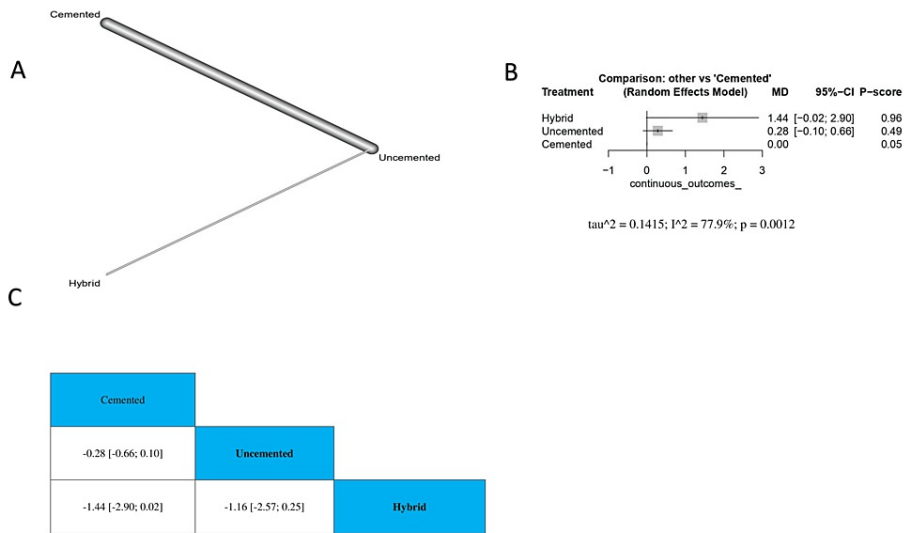 A
Cemented
Uncemented
Hybrid
B
Comparison: other vs 'Cemented'
Treatment (Random Effects Model) MD 95%-CI P-score
Hybrid 1.44 [-0.02; 2.90] 0.96
Uncemented 0.28 [-0.10; 0.66] 0.49
Cemented 0.00 0.05
-1 0 1 2 3
continuous_outcomes_
tau^2 = 0.1415; I^2 = 77.9%; p = 0.0012
C
Cemented
-0.28 [-0.66; 0.10] Uncemented
-1.44 [-2.90; 0.02] -1.16 [-2.57; 0.25] Hybrid